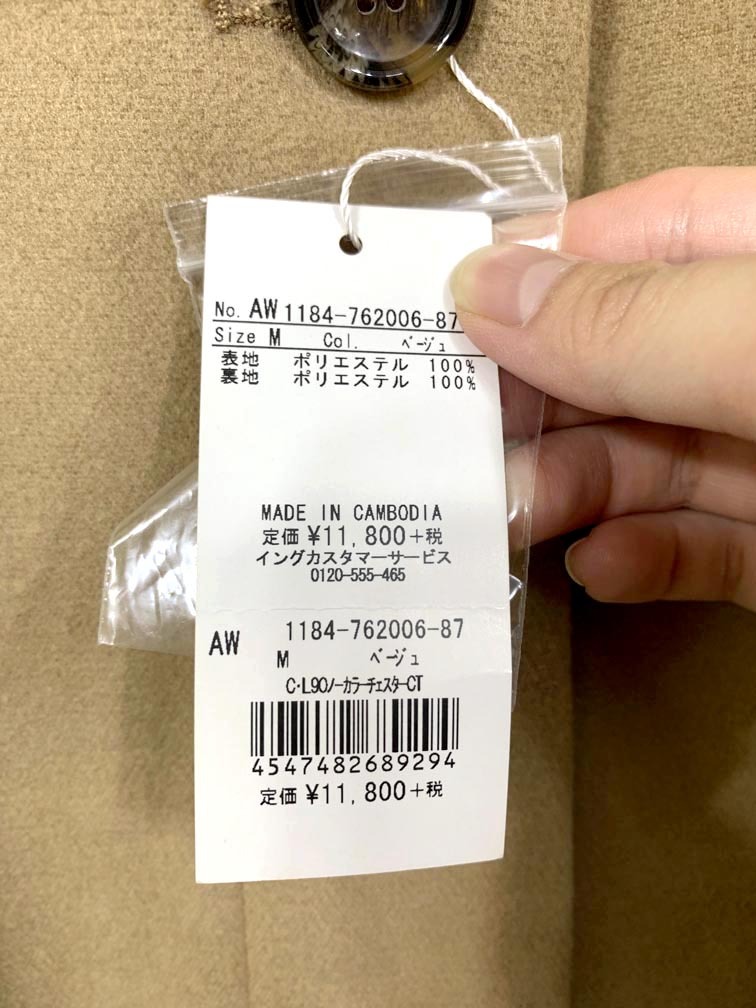 No. AW 1184-762006-87
Size M Col. ベージュ
表地 ポリエステル 100%
裏地 ポリエステル 100%
MADE IN CAMBODIA
定価 ¥11,800+税
イングカスタマーサービス
0120-555-465
AW 1184-762006-87
M ベージュ
C・L90ノーカラーチェスターCT
4547482689294
定価 ¥11,800+税